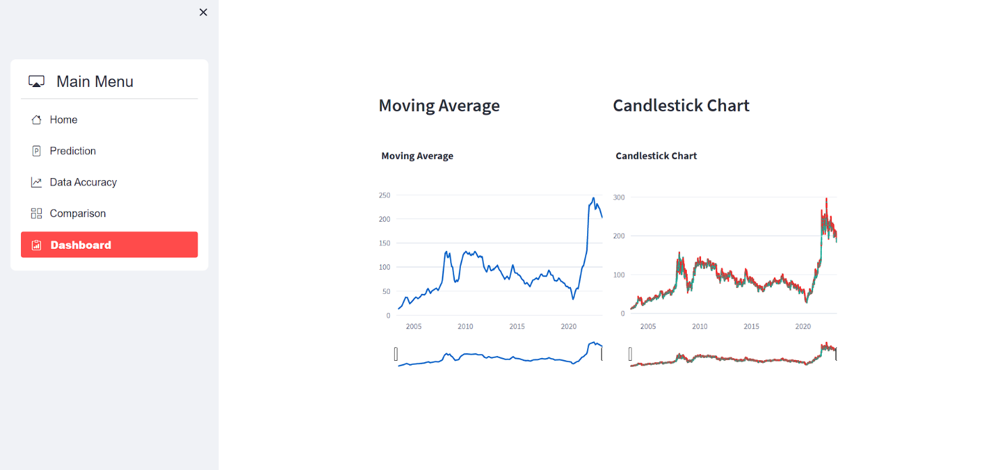 Main Menu
Home
P
Prediction
Data Accuracy
Comparison
Dashboard
Moving Average
Moving Average
250
200
150
100
50
0
2005 2010 2015 2020
Candlestick Chart
Candlestick Chart
300
200
100
0
2005 2010 2015 2020